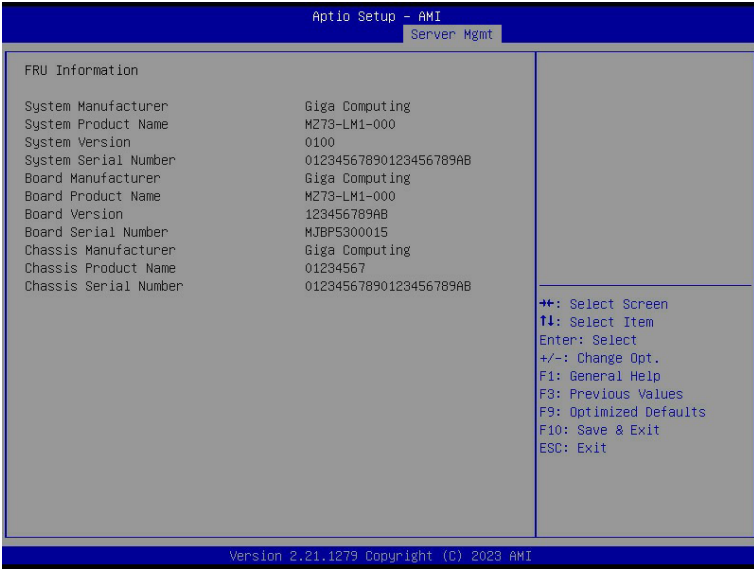 Aptio Setup – AMI
Server Mgmt
FRU Information
System Manufacturer Giga Computing
System Product Name MZ73-LM1-000
System Version 0100
System Serial Number 01234567890123456789AB
Board Manufacturer Giga Computing
Board Product Name MZ73-LM1-000
Board Version 123456789AB
Board Serial Number MJBP5300015
Chassis Manufacturer Giga Computing
Chassis Product Name 01234567
Chassis Serial Number 01234567890123456789AB
→←: Select Screen
↑↓: Select Item
Enter: Select
+/-: Change Opt.
F1: General Help
F3: Previous Values
F9: Optimized Defaults
F10: Save & Exit
ESC: Exit
Version 2.21.1279 Copyright (C) 2023 AMI